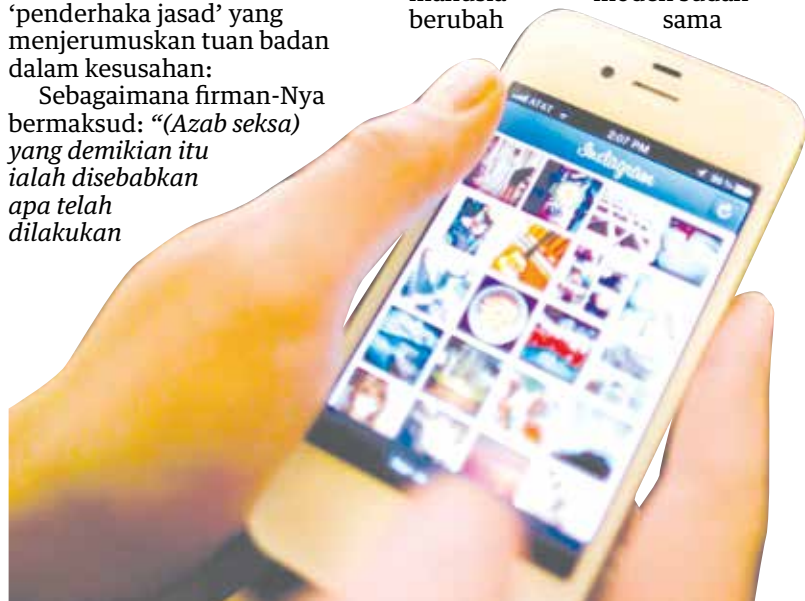 'penderhaka jasad' yang
menjerumuskan tuan badan
dalam kesusahan:
Sebagaimana firman-Nya
bermaksud: “(Azab seksa)
yang demikian itu
ialah disebabkan
apa telah
dilakukan
berubah
sama
AT&T
2:07 PM
Instagram